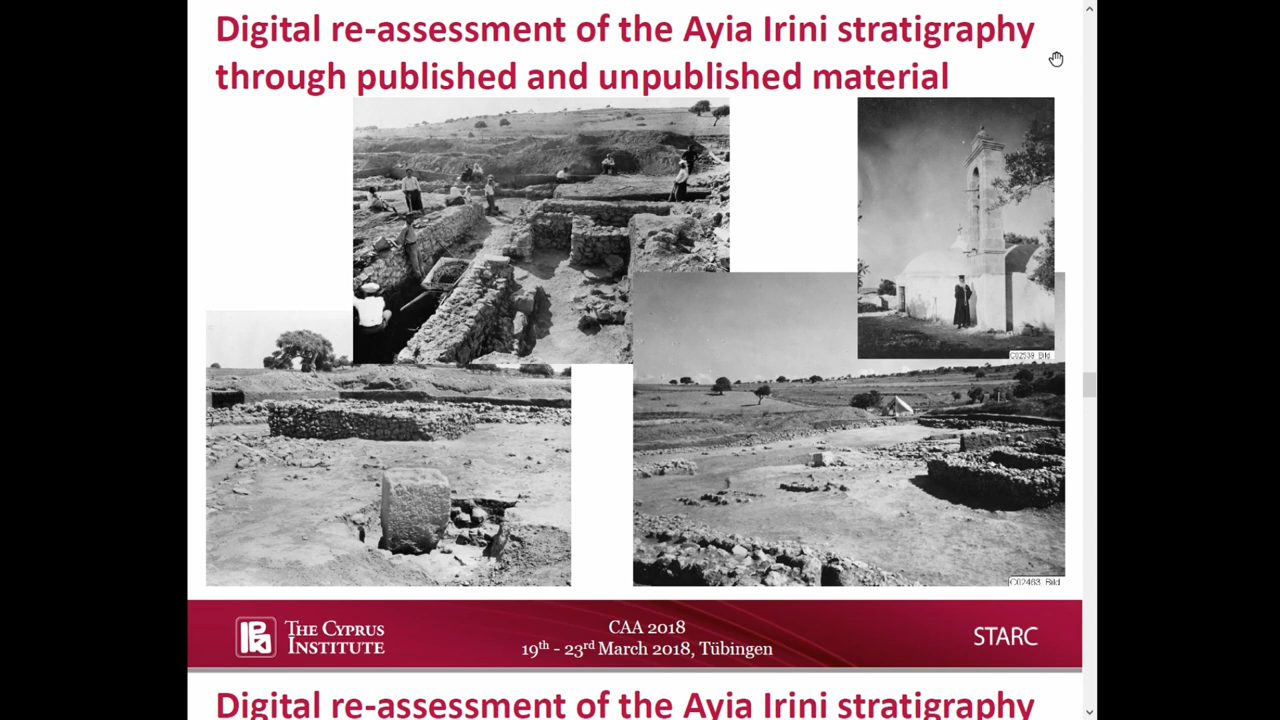 Digital re-assessment of the Ayia Irini stratigraphy
through published and unpublished material
C02539_Bild
C02463_Bild
THE CYPRUS
INSTITUTE
CAA 2018
19th - 23rd March 2018, Tübingen
STARC
Digital re-assessment of the Ayia Irini stratigraphy